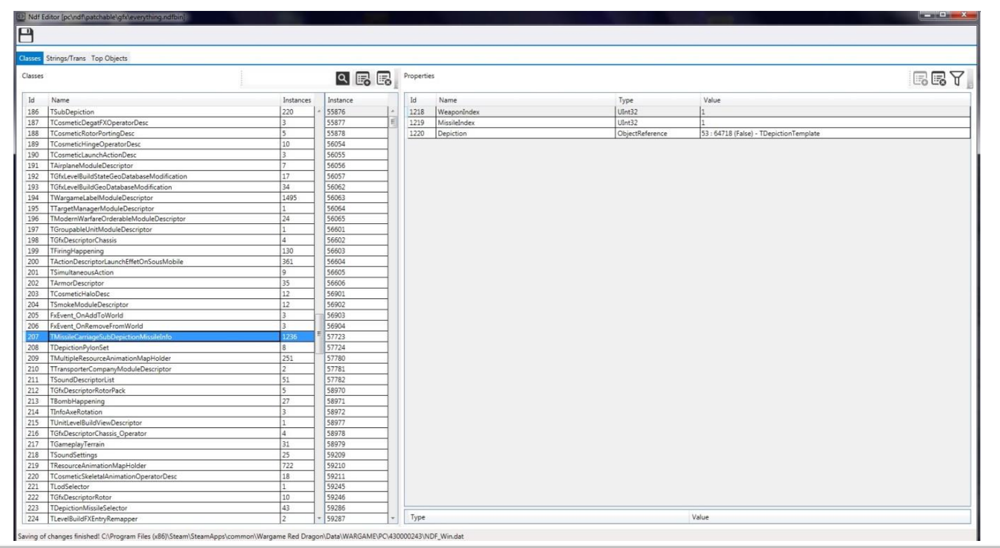 Ndf Editor [pc\ndf\patchable\gfx\everything.ndfbin]
Classes Strings/Trans Top Objects
Classes
Properties
Id Name Instances Instance
186 TSubDepiction 220 55876
187 TCosmeticDegatFXOperatorDesc 3 55877
188 TCosmeticRotorPortingDesc 5 55878
189 TCosmeticHingeOperatorDesc 10 56054
190 TCosmeticLaunchActionDesc 3 56055
191 TAirplaneModuleDescriptor 7 56056
192 TGfxLevelBuildStateGeoDatabaseModification 17 56057
193 TGfxLevelBuildGeoDatabaseModification 34 56062
194 TWargameLabelModuleDescriptor 1495 56063
195 TTargetManagerModuleDescriptor 1 56064
196 TModernWarfareOrderableModuleDescriptor 24 56065
197 TGroupableUnitModuleDescriptor 1 56601
198 TGfxDescriptorChassis 4 56602
199 TFiringHappening 130 56603
200 TActionDescriptorLaunchEffetOnSousMobile 361 56604
201 TSimultaneousAction 9 56605
202 TArmorDescriptor 35 56606
203 TCosmeticHaloDesc 12 56901
204 TSmokeModuleDescriptor 12 56902
205 FxEvent_OnAddToWorld 3 56903
206 FxEvent_OnRemoveFromWorld 3 56904
207 TMissileCarriageSubDepictionMissileInfo 1236 57723
208 TDepictionPylonSet 8 57724
209 TMultipleResourceAnimationMapHolder 251 57780
210 TTransporterCompanyModuleDescriptor 2 57781
211 TSoundDescriptorList 51 57782
212 TGfxDescriptorRotorPack 5 58970
213 TBombHappening 27 58971
214 TInfoAxeRotation 3 58972
215 TUnitLevelBuildViewDescriptor 1 58977
216 TGfxDescriptorChassis_Operator 4 58978
217 TGameplayTerrain 31 58979
218 TSoundSettings 25 59209
219 TResourceAnimationMapHolder 722 59210
220 TCosmeticSkeletalAnimationOperatorDesc 18 59211
221 TLodSelector 1 59245
222 TGfxDescriptorRotor 10 59246
223 TDepictionMissileSelector 43 59286
224 TLevelBuildFXEntryRemapper 2 59287
Id Name Type Value
1218 WeaponIndex UInt32 1
1219 MissileIndex UInt32 1
1220 Depiction ObjectReference 53 : 64718 (False) - TDepictionTemplate
Type Value
Saving of changes finished! C:\Program Files (x86)\Steam\SteamApps\common\Wargame Red Dragon\Data\WARGAME\PC\430000243\NDF_Win.dat